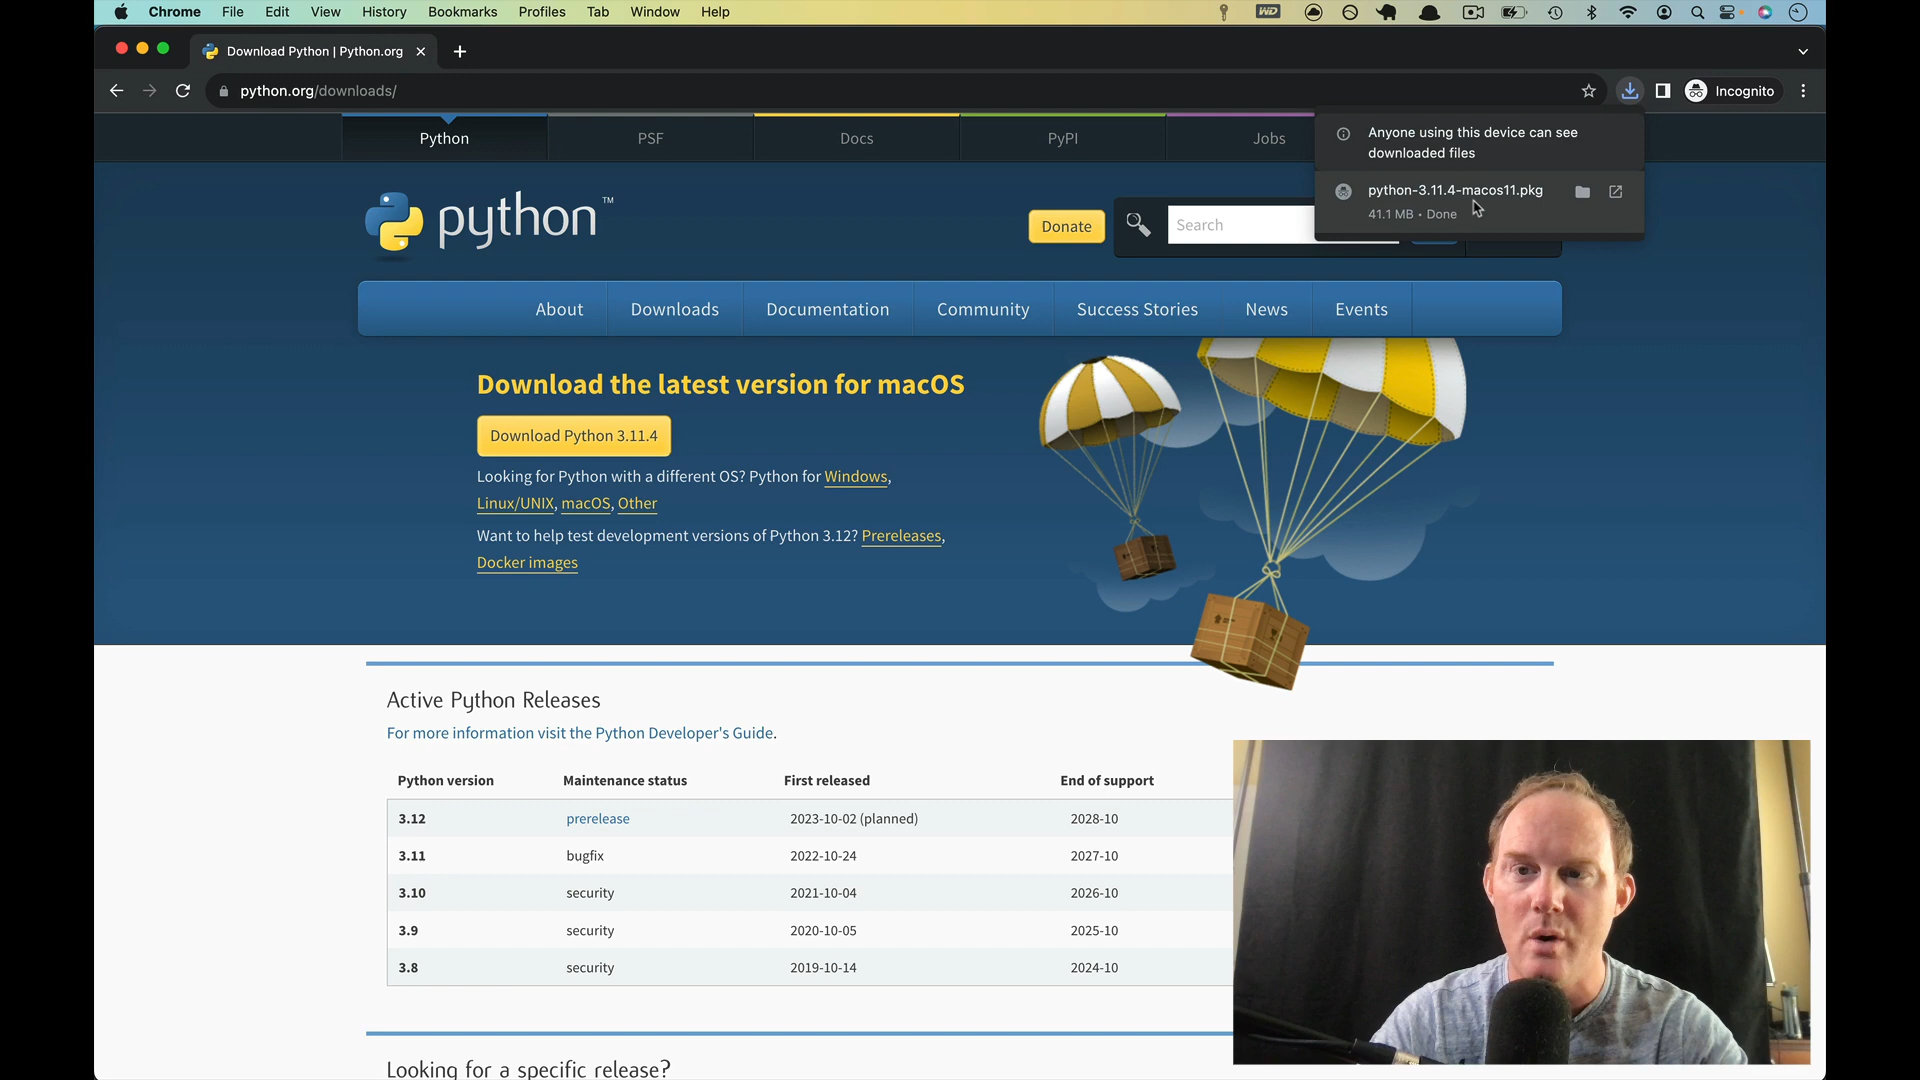 Chrome File Edit View History Bookmarks Profiles Tab Window Help
WD
Download Python | Python.org
python.org/downloads/
Incognito
Python PSF Docs PyPI Jobs
Anyone using this device can see
downloaded files
python-3.11.4-macos11.pkg
41.1 MB • Done
python™
Donate
Search
About Downloads Documentation Community Success Stories News Events
Download the latest version for macOS
Download Python 3.11.4
Looking for Python with a different OS? Python for Windows,
Linux/UNIX, macOS, Other
Want to help test development versions of Python 3.12? Prereleases,
Docker images
Active Python Releases
For more information visit the Python Developer's Guide.
Python version Maintenance status First released End of support
3.12 prerelease 2023-10-02 (planned) 2028-10
3.11 bugfix 2022-10-24 2027-10
3.10 security 2021-10-04 2026-10
3.9 security 2020-10-05 2025-10
3.8 security 2019-10-14 2024-10
Looking for a specific release?